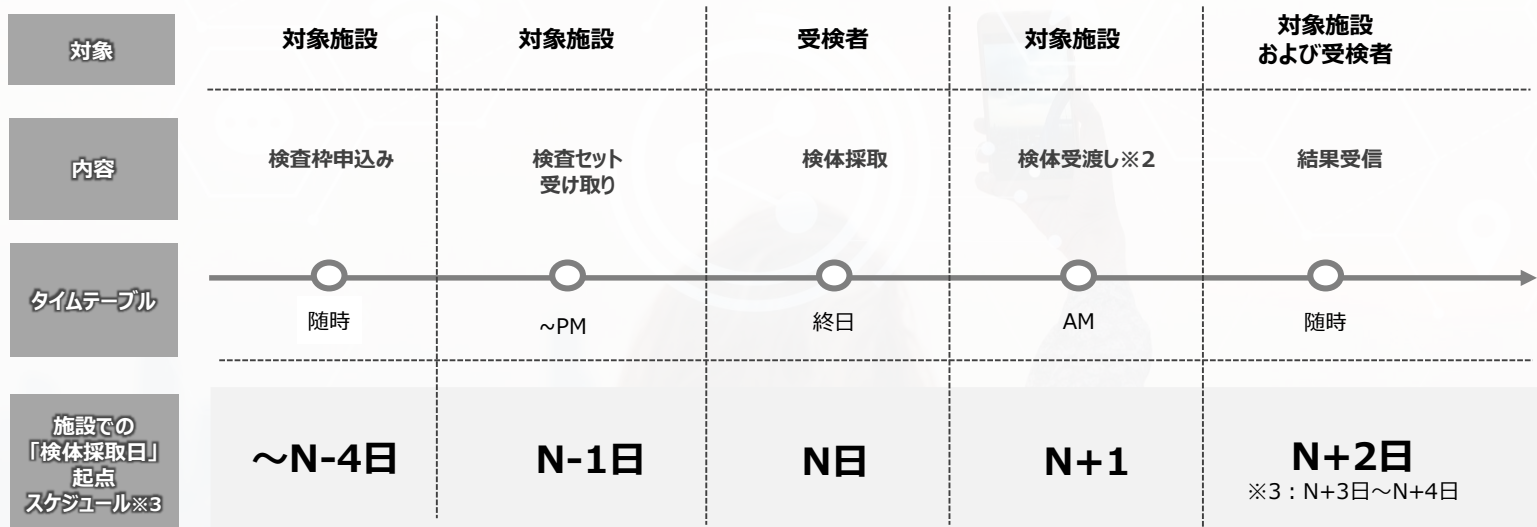 対象
対象施設
対象施設
受検者
対象施設
対象施設
および受検者
内容
検査枠申込み
検査セット
受け取り
検体採取
検体受渡し※2
結果受信
タイムテーブル
随時
~PM
終日
AM
随時
施設での
「検体採取日」
起点
スケジュール※3
～N-4日
N-1日
N日
N+1
N+2日
※3：N+3日～N+4日